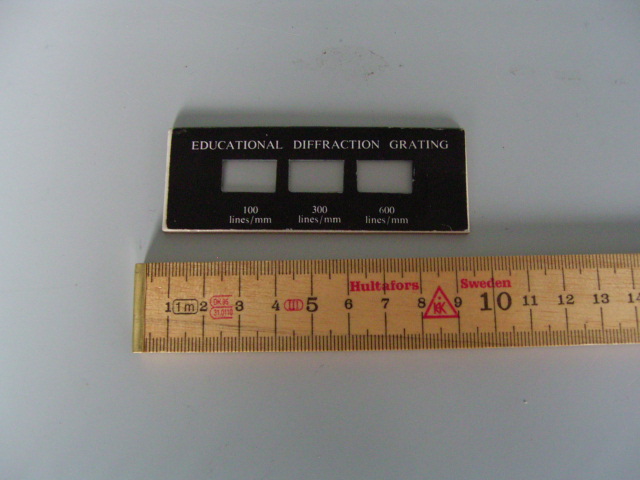 EDUCATIONAL DIFFRACTION GRATING
100 300 600
lines/mm lines/mm lines/mm
Hultafors Sweden
1 1m 2 3 4 III 5 6 7 8 9 10 11 12 13 14